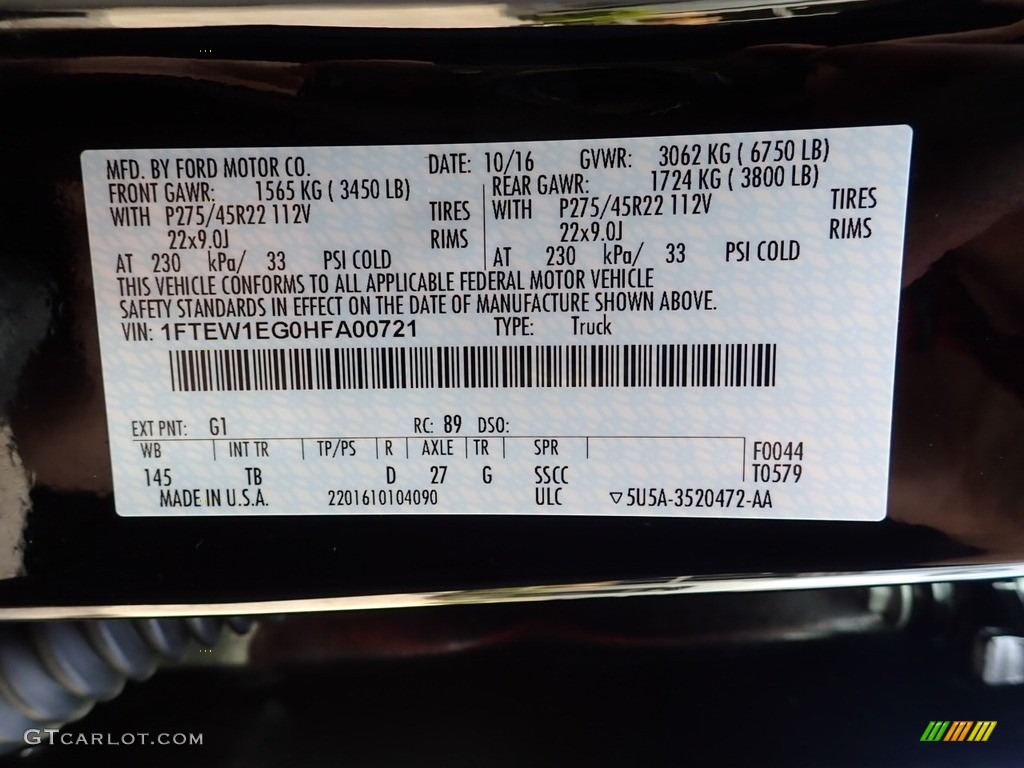 MFD. BY FORD MOTOR CO. DATE: 10/16 GVWR: 3062 KG ( 6750 LB)
FRONT GAWR: 1565 KG ( 3450 LB) REAR GAWR: 1724 KG ( 3800 LB)
WITH P275/45R22 112V TIRES WITH P275/45R22 112V TIRES
22x9.0J RIMS 22x9.0J RIMS
AT 230 kPa/ 33 PSI COLD AT 230 kPa/ 33 PSI COLD
THIS VEHICLE CONFORMS TO ALL APPLICABLE FEDERAL MOTOR VEHICLE
SAFETY STANDARDS IN EFFECT ON THE DATE OF MANUFACTURE SHOWN ABOVE.
VIN: 1FTEW1EG0HFA00721 TYPE: Truck
EXT PNT: G1 RC: 89 DSO:
WB INT TR TP/PS R AXLE TR SPR F0044
145 TB D 27 G SSCC T0579
MADE IN U.S.A. 2201610104090 ULC ▽5U5A-3520472-AA
GTCARLOT.COM